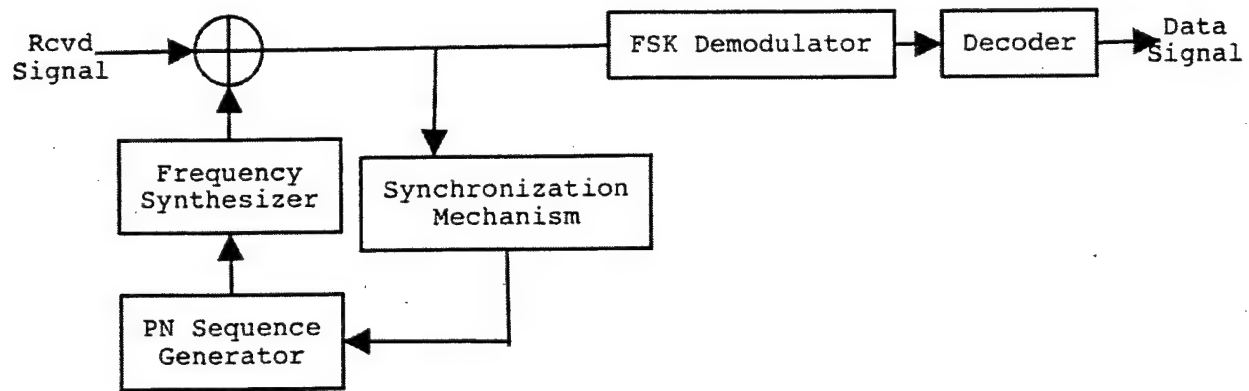 Rcvd
Signal
FSK Demodulator
Decoder
Data
Signal
Frequency
Synthesizer
Synchronization
Mechanism
PN Sequence
Generator